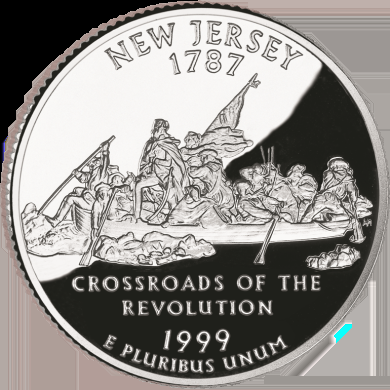 NEW JERSEY
1787
CROSSROADS OF THE
REVOLUTION
1999
E PLURIBUS UNUM